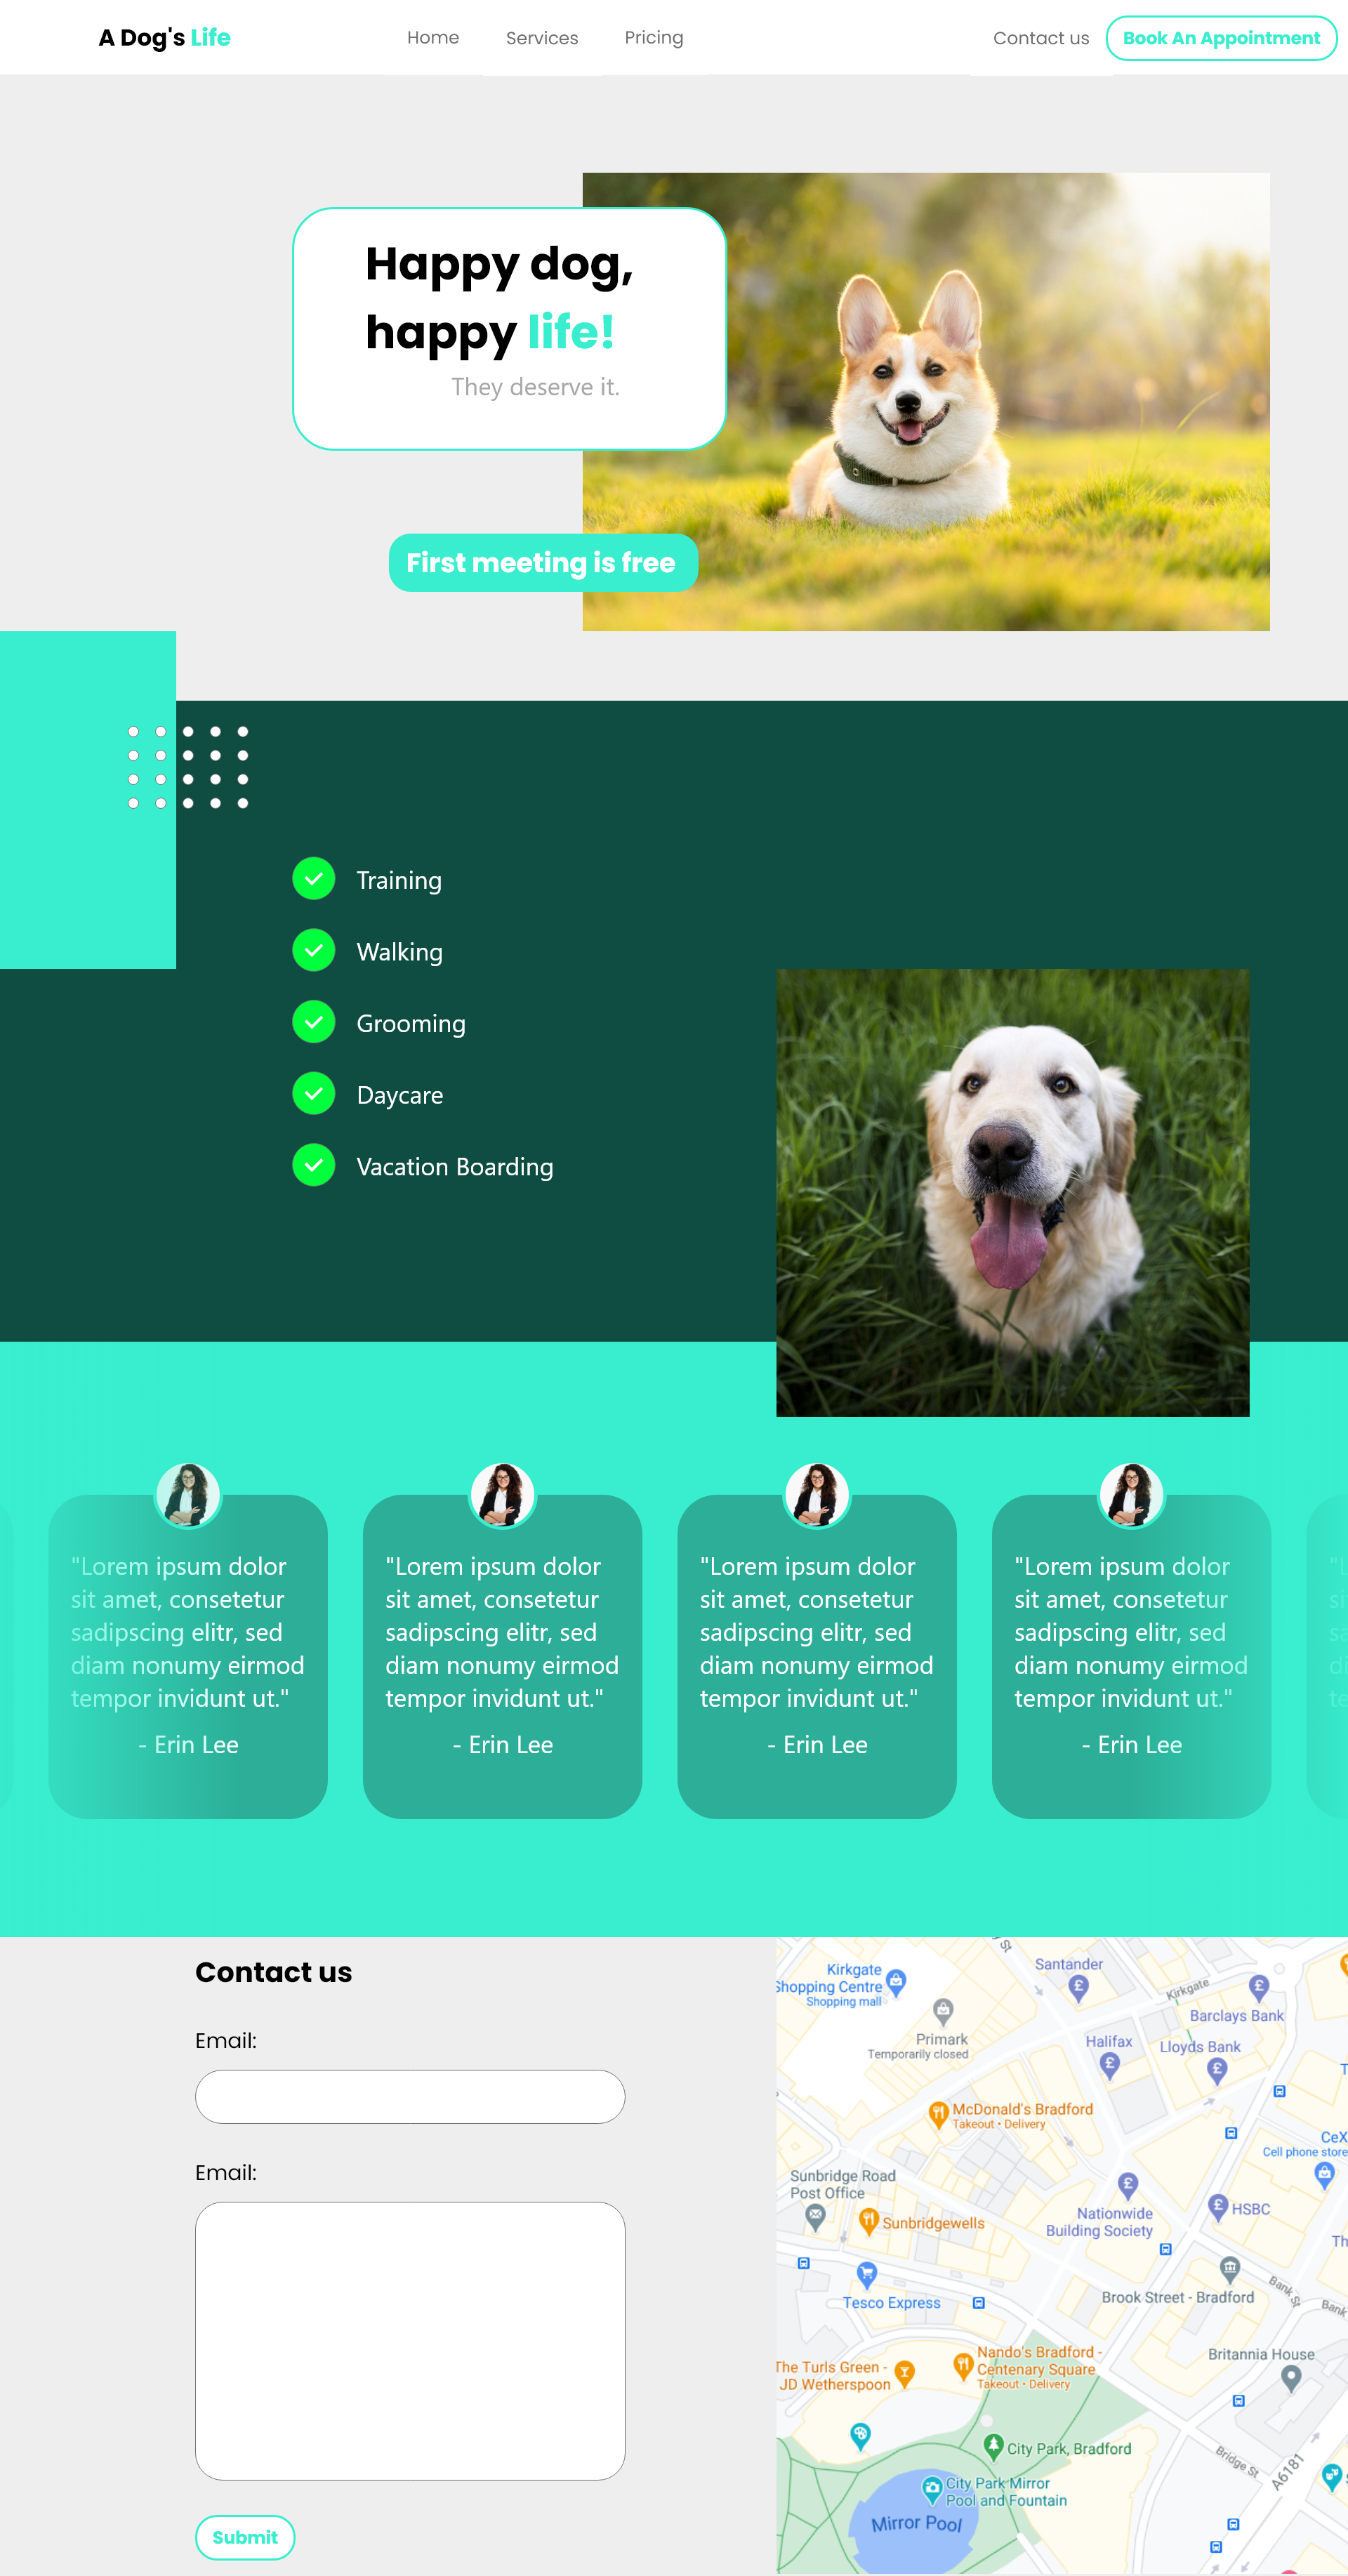 A Dog's Life
Home
Services
Pricing
Contact us
Book An Appointment
Happy dog,
happy life!
They deserve it.
First meeting is free
Training
Walking
Grooming
Daycare
Vacation Boarding
"Lorem ipsum dolor
sit amet, consetetur
sadipscing elitr, sed
diam nonumy eirmod
tempor invidunt ut."
- Erin Lee
"Lorem ipsum dolor
sit amet, consetetur
sadipscing elitr, sed
diam nonumy eirmod
tempor invidunt ut."
- Erin Lee
"Lorem ipsum dolor
sit amet, consetetur
sadipscing elitr, sed
diam nonumy eirmod
tempor invidunt ut."
- Erin Lee
"Lorem ipsum dolor
sit amet, consetetur
sadipscing elitr, sed
diam nonumy eirmod
tempor invidunt ut."
- Erin Lee
"L
si
sa
di
te
Contact us
Email:
Email:
Submit
St
Santander
Kirkgate
Shopping Centre
Shopping mall
Kirkgate
Barclays Bank
Primark
Temporarily closed
Halifax
Lloyds Bank
T
McDonald's Bradford
Takeout • Delivery
CeX
Cell phone store
Sunbridge Road
Post Office
Nationwide
Building Society
HSBC
Sunbridgewells
Th
Tesco Express
Brook Street - Bradford
Bank St
Bank
Britannia House
Nando's Bradford -
Centenary Square
Takeout • Delivery
The Turls Green -
JD Wetherspoon
City Park, Bradford
Bridge St
A6181
City Park Mirror
Pool and Fountain
Mirror Pool